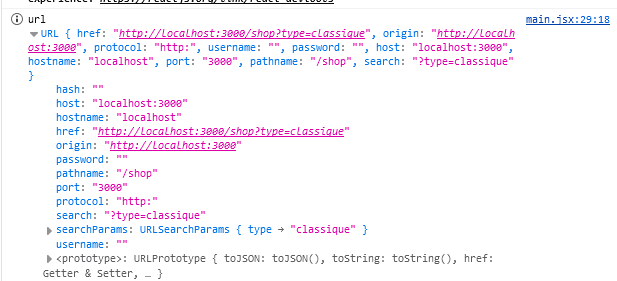 url main.jsx:29:18
URL { href: "http://localhost:3000/shop?type=classique", origin: "http://local
host:3000", protocol: "http:", username: "", password: "", host: "localhost:3000",
hostname: "localhost", port: "3000", pathname: "/shop", search: "?type=classique"
}
hash: ""
host: "localhost:3000"
hostname: "localhost"
href: "http://localhost:3000/shop?type=classique"
origin: "http://localhost:3000"
password: ""
pathname: "/shop"
port: "3000"
protocol: "http:"
search: "?type=classique"
searchParams: URLSearchParams { type → "classique" }
username: ""
<prototype>: URLPrototype { toJSON: toJSON(), toString: toString(), href:
Getter & Setter, … }